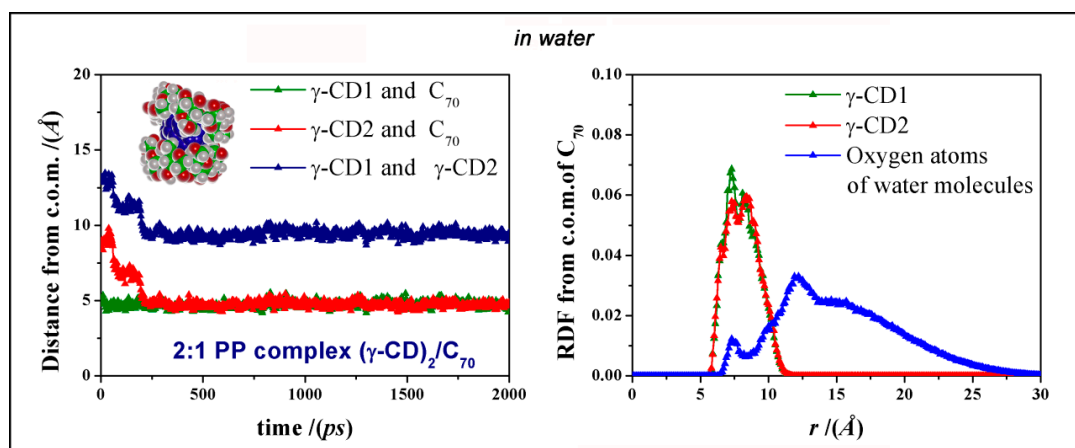 in water
20
15
10
5
0
Distance from c.o.m. /(Å)
γ-CD1 and C₇₀
γ-CD2 and C₇₀
γ-CD1 and γ-CD2
2:1 PP complex (γ-CD)₂/C₇₀
0 500 1000 1500 2000
time /(ps)
0.10
0.08
0.06
0.04
0.02
0.00
RDF from c.o.m.of C₇₀
γ-CD1
γ-CD2
Oxygen atoms
of water molecules
0 5 10 15 20 25 30
r /(Å)